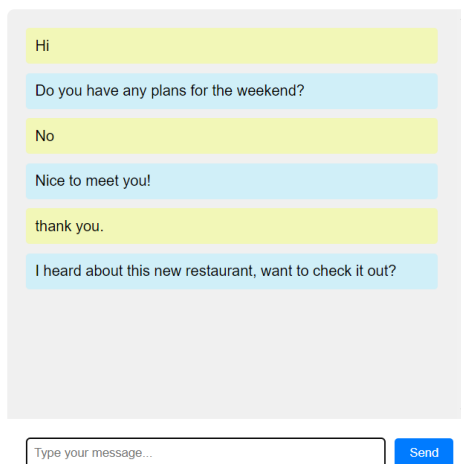 Hi
Do you have any plans for the weekend?
No
Nice to meet you!
thank you.
I heard about this new restaurant, want to check it out?
Type your message...
Send